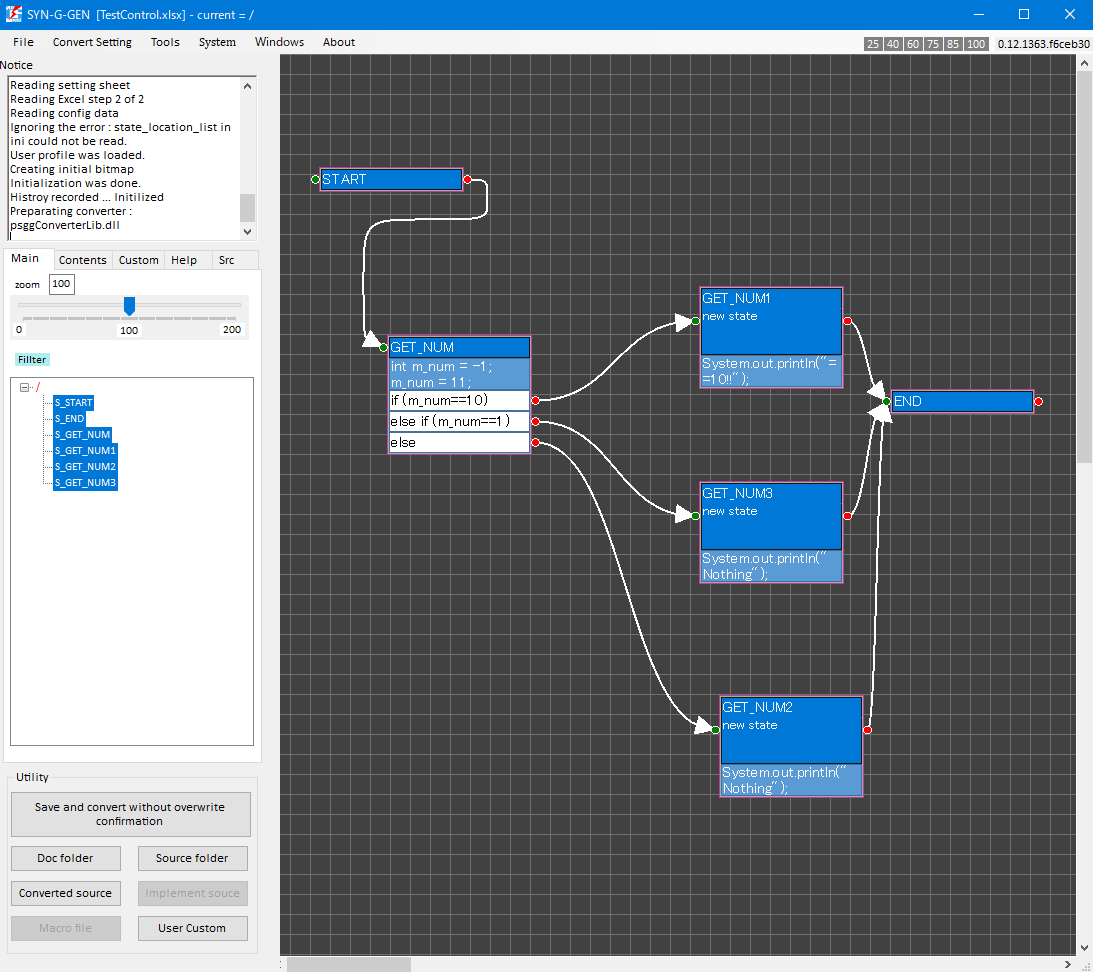 SYN-G-GEN [TestControl.xlsx] - current = /
File Convert Setting Tools System Windows About
25 40 60 75 85 100 0.12.1363.f6ceb30
Notice
Reading setting sheet
Reading Excel step 2 of 2
Reading config data
Ignoring the error : state_location_list in
ini could not be read.
User profile was loaded.
Creating initial bitmap
Initialization was done.
Histroy recorded ... Initilized
Preparating converter :
psggConverterLib.dll
Main Contents Custom Help Src
zoom 100
0 100 200
Fillter
/
S_START
S_END
S_GET_NUM
S_GET_NUM1
S_GET_NUM2
S_GET_NUM3
Utility
Save and convert without overwrite
confirmation
Doc folder Source folder
Converted source Implement souce
Macro file User Custom
START
GET_NUM
int m_num = -1;
m_num = 11;
if (m_num==10)
else if (m_num==1)
else
GET_NUM1
new state
System.out.println("=
=10!!");
END
GET_NUM3
new state
System.out.println("
Nothing");
GET_NUM2
new state
System.out.println("
Nothing");